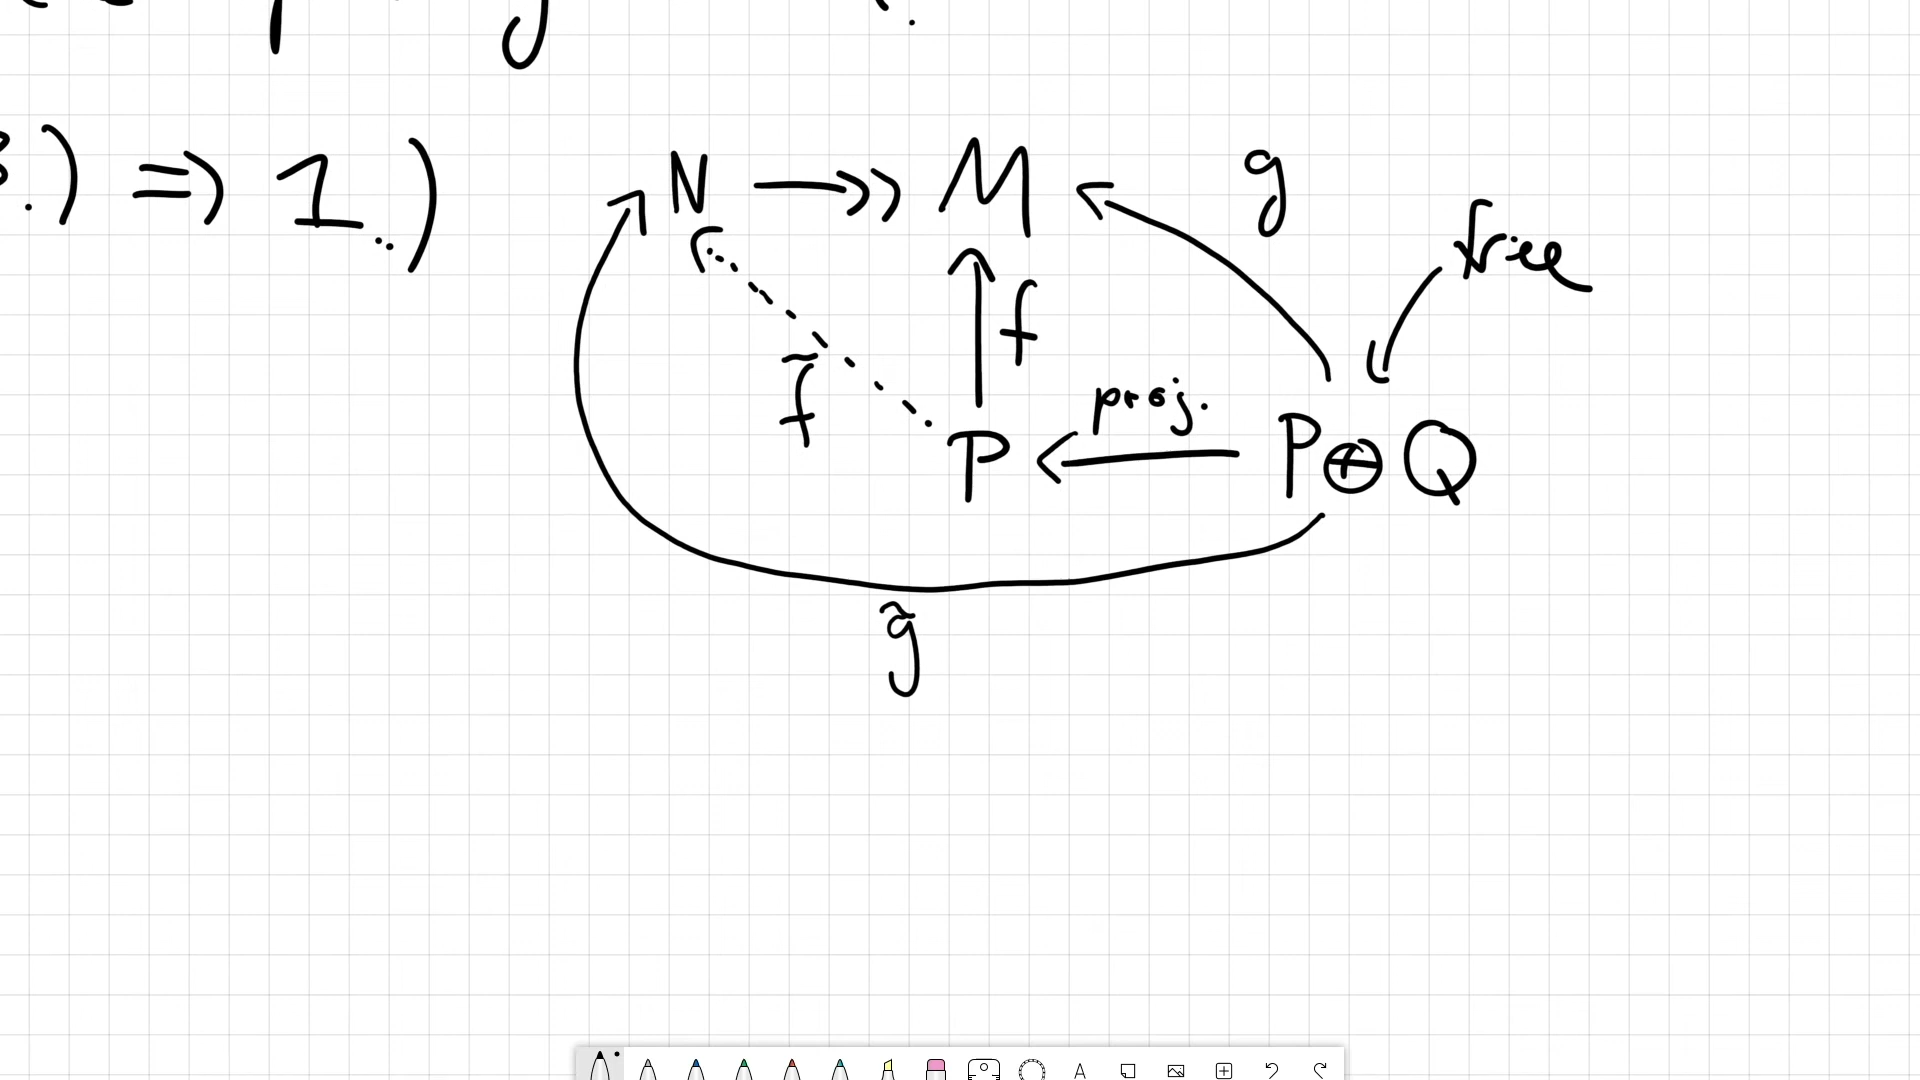 3.) => 1.)
N ->> M
g
free
f
f̃
proj.
P <- P⊕Q
g̃